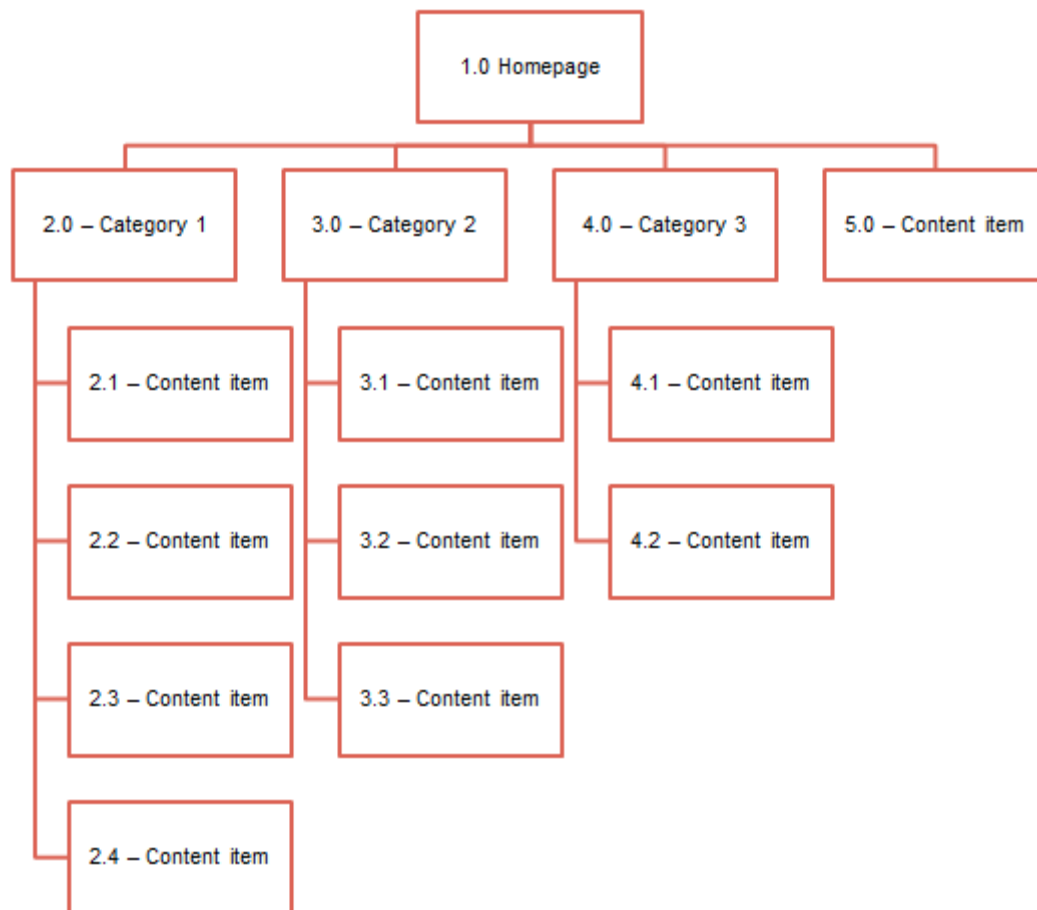 1.0 Homepage
2.0 – Category 1
3.0 – Category 2
4.0 – Category 3
5.0 – Content item
2.1 – Content item
3.1 – Content item
4.1 – Content item
2.2 – Content item
3.2 – Content item
4.2 – Content item
2.3 – Content item
3.3 – Content item
2.4 – Content item